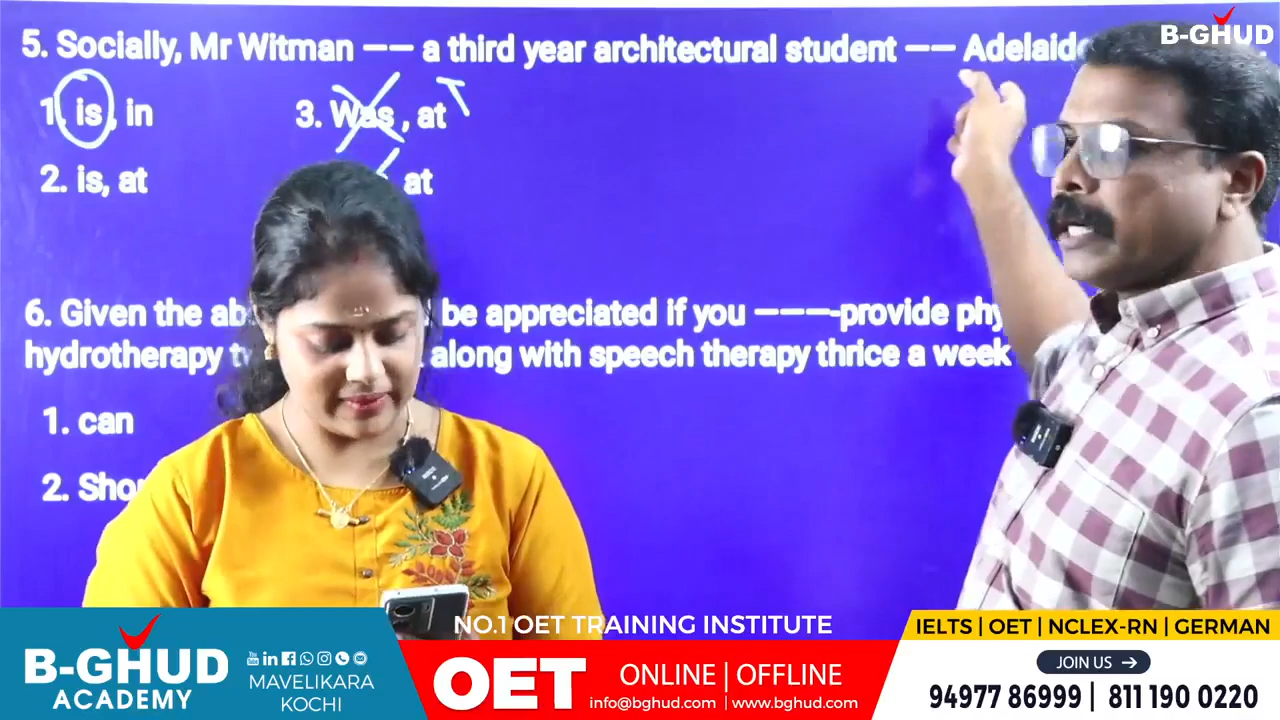 B-GHUD
5. Socially, Mr Witman —— a third year architectural student —— Adelaide
1. is, in
3. Was, at
2. is, at
at
6. Given the be appreciated if you ———-provide
hydrotherapy along with speech therapy thrice a week
1. can
2.
NO.1 OET TRAINING INSTITUTE
IELTS | OET | NCLEX-RN | GERMAN
B-GHUD
ACADEMY
MAVELIKARA
KOCHI
OET
ONLINE | OFFLINE
info@bghud.com | www.bghud.com
JOIN US →
94977 86999 | 811 190 0220